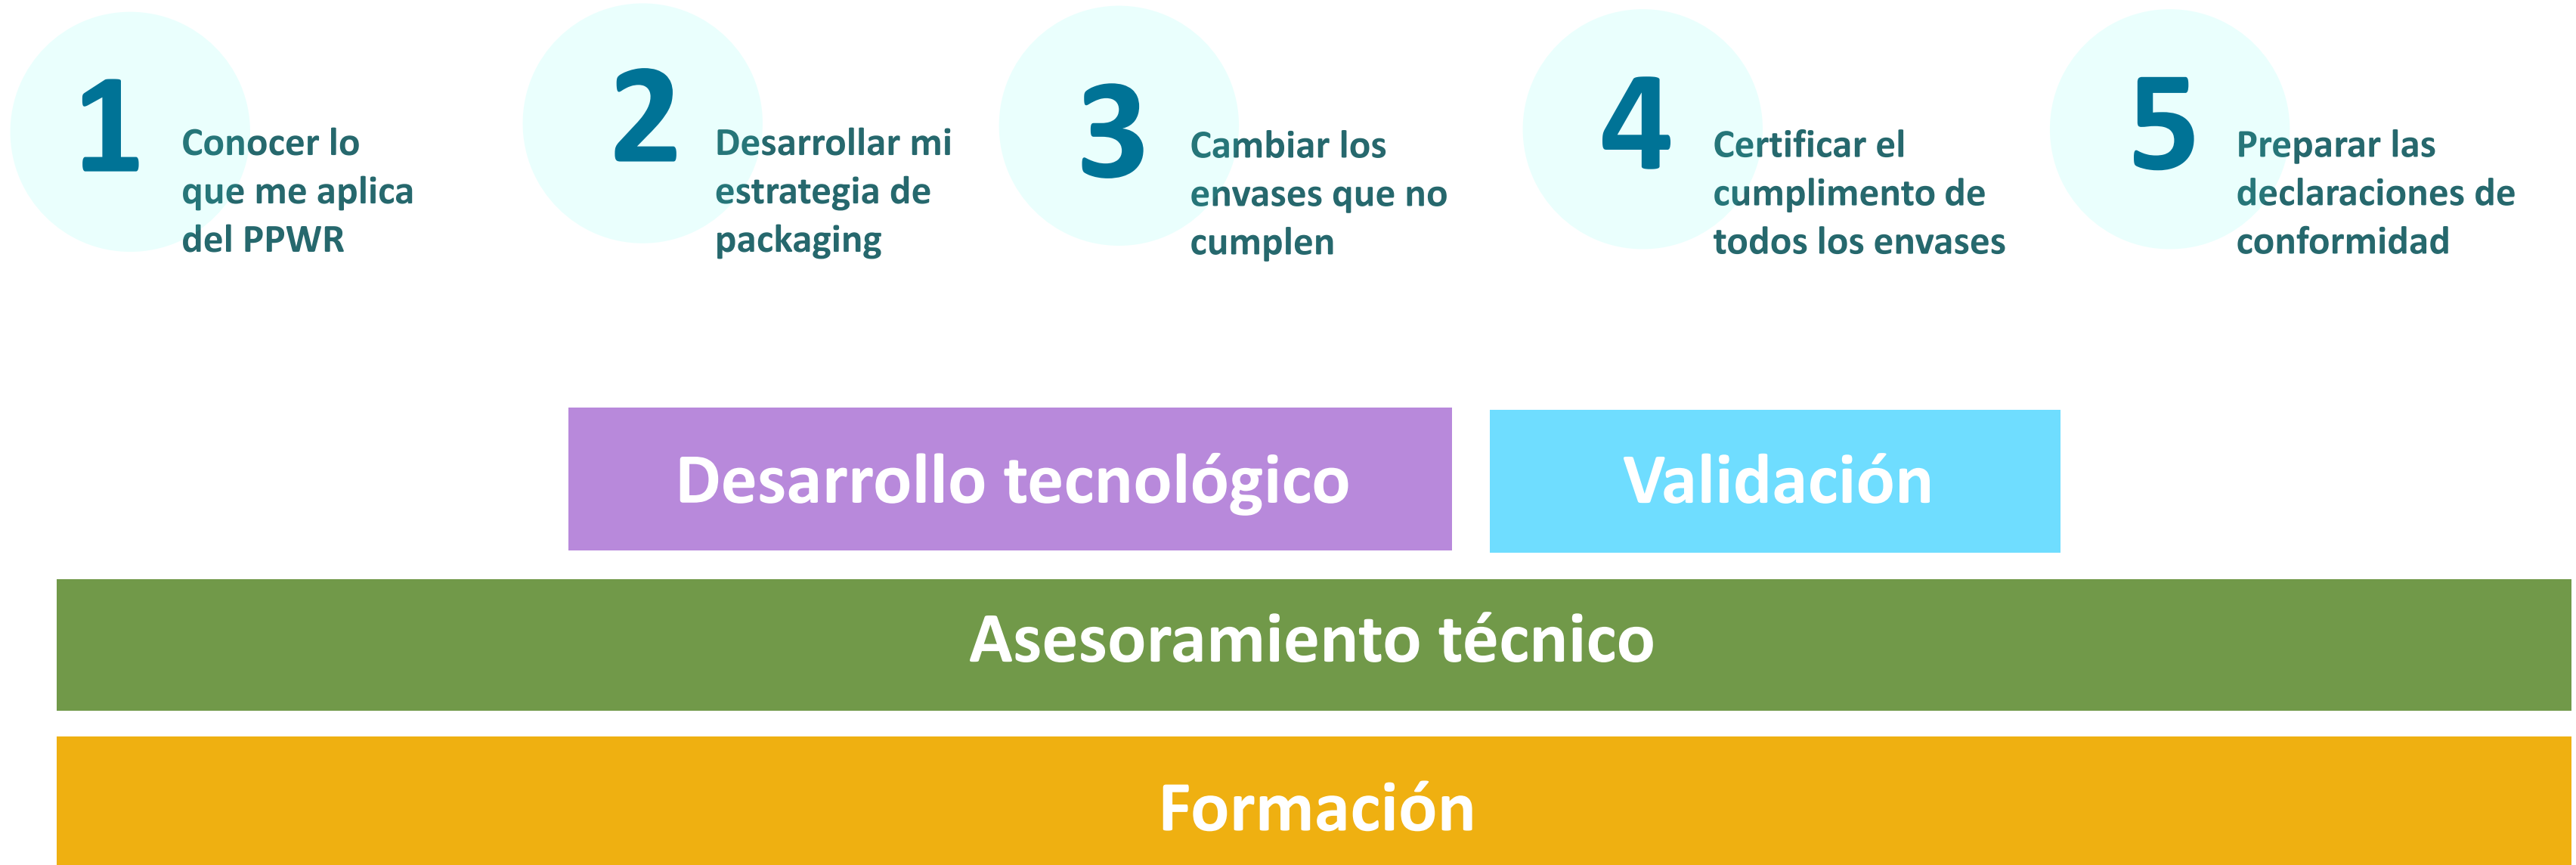 1
Conocer lo
que me aplica
del PPWR
2
Desarrollar mi
estrategia de
packaging
3
Cambiar los
envases que no
cumplen
4
Certificar el
cumplimento de
todos los envases
5
Preparar las
declaraciones de
conformidad
Desarrollo tecnológico
Validación
Asesoramiento técnico
Formación